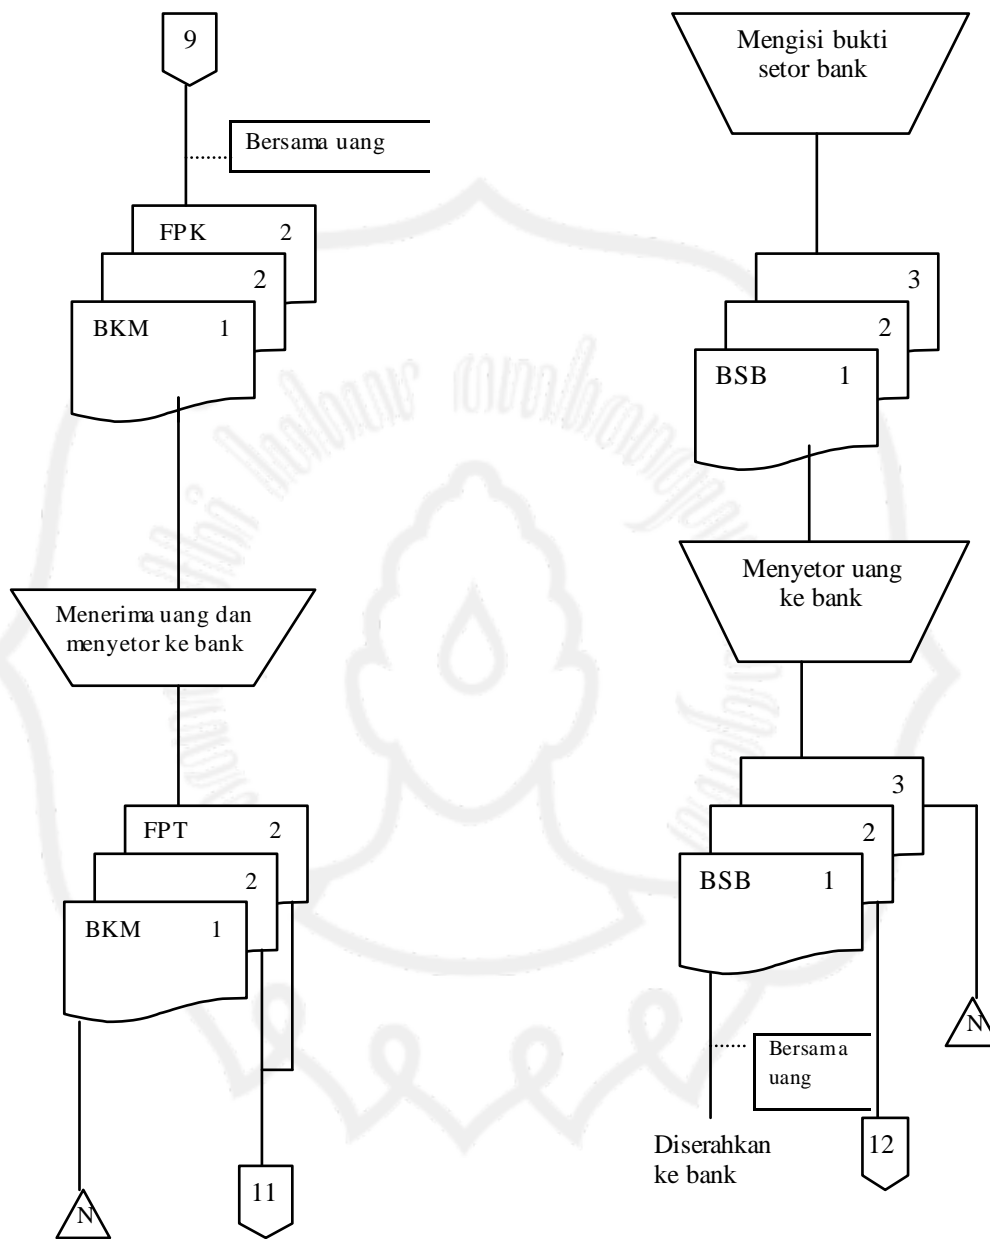 9
Bersama uang
FPK 2
2
BKM 1
Menerima uang dan
menyetor ke bank
FPT 2
2
BKM 1
N
11
Mengisi bukti
setor bank
3
2
BSB 1
Menyetor uang
ke bank
3
2
BSB 1
N
Bersama
uang
Diserahkan
ke bank
12